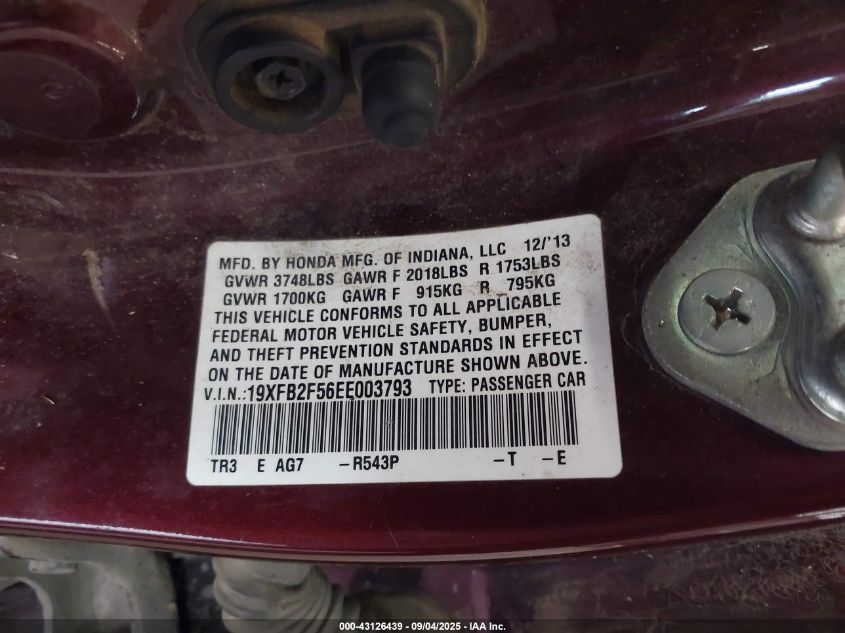 MFD. BY HONDA MFG. OF INDIANA, LLC 12/'13
GVWR 3748LBS GAWR F 2018LBS R 1753LBS
GVWR 1700KG GAWR F 915KG R 795KG
THIS VEHICLE CONFORMS TO ALL APPLICABLE
FEDERAL MOTOR VEHICLE SAFETY, BUMPER,
AND THEFT PREVENTION STANDARDS IN EFFECT
ON THE DATE OF MANUFACTURE SHOWN ABOVE.
V.I.N.:19XFB2F56EE003793 TYPE: PASSENGER CAR
TR3 E AG7 -R543P -T -E
000-43126439 - 09/04/2025 - IAA Inc.